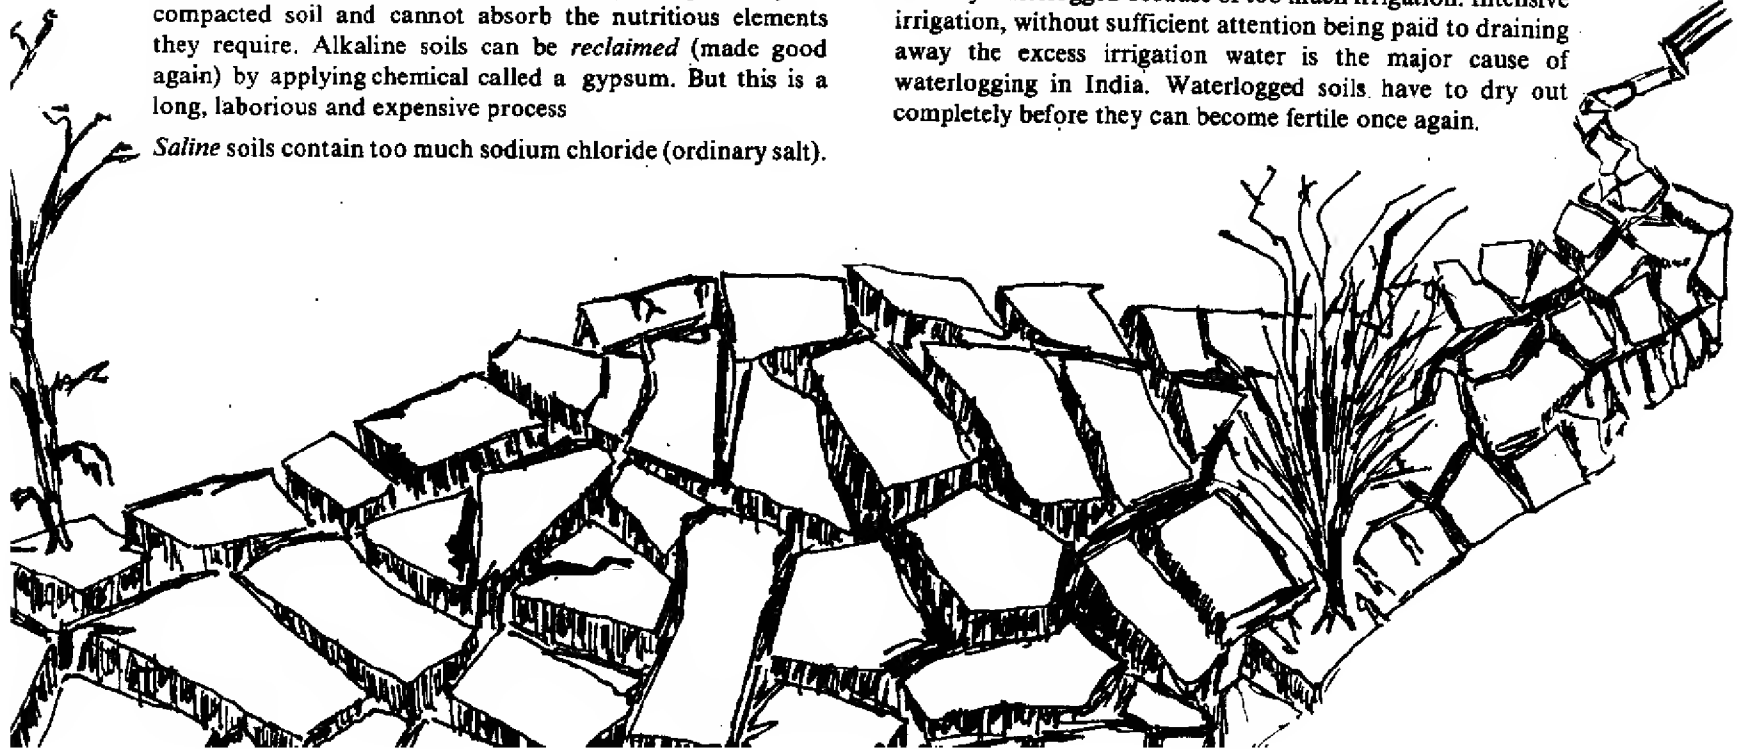 compacted soil and cannot absorb the nutritious elements
they require. Alkaline soils can be reclaimed (made good
again) by applying chemical called a gypsum. But this is a
long, laborious and expensive process
Saline soils contain too much sodium chloride (ordinary salt).
irrigation, without sufficient attention being paid to draining
away the excess irrigation water is the major cause of
waterlogging in India. Waterlogged soils have to dry out
completely before they can become fertile once again.